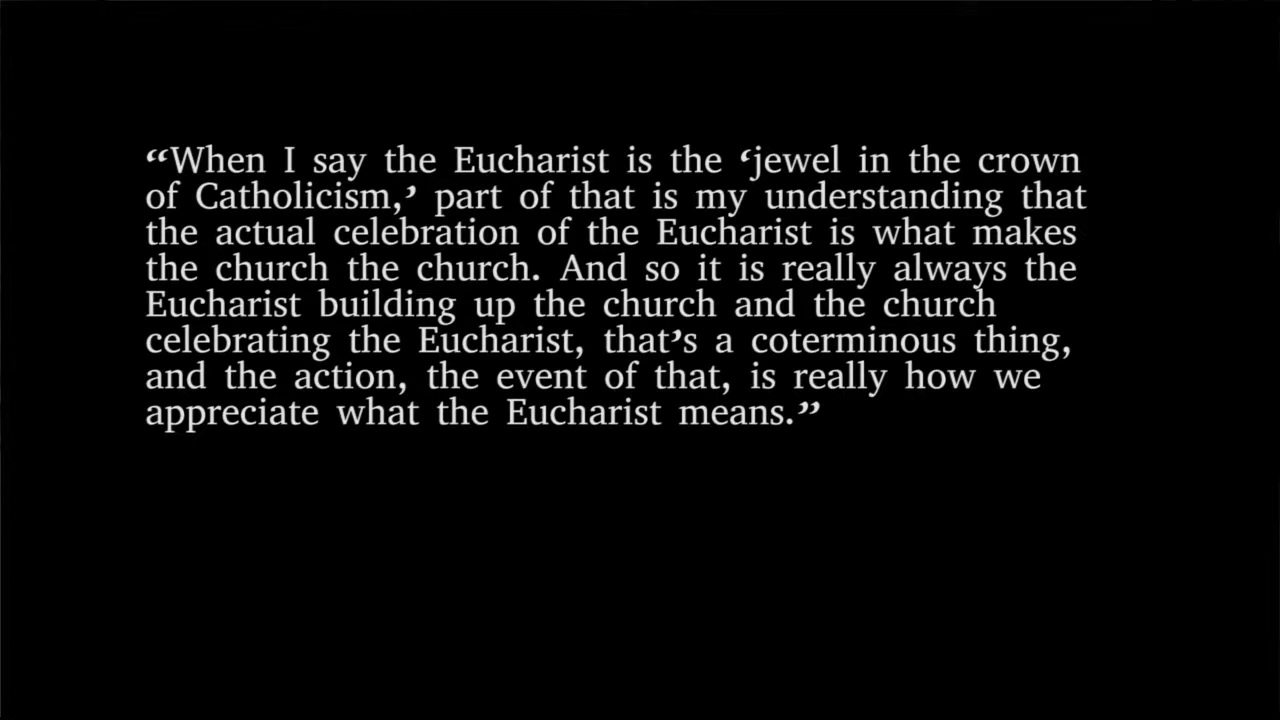 “When I say the Eucharist is the ‘jewel in the crown
of Catholicism,’ part of that is my understanding that
the actual celebration of the Eucharist is what makes
the church the church. And so it is really always the
Eucharist building up the church and the church
celebrating the Eucharist, that’s a coterminous thing,
and the action, the event of that, is really how we
appreciate what the Eucharist means.”